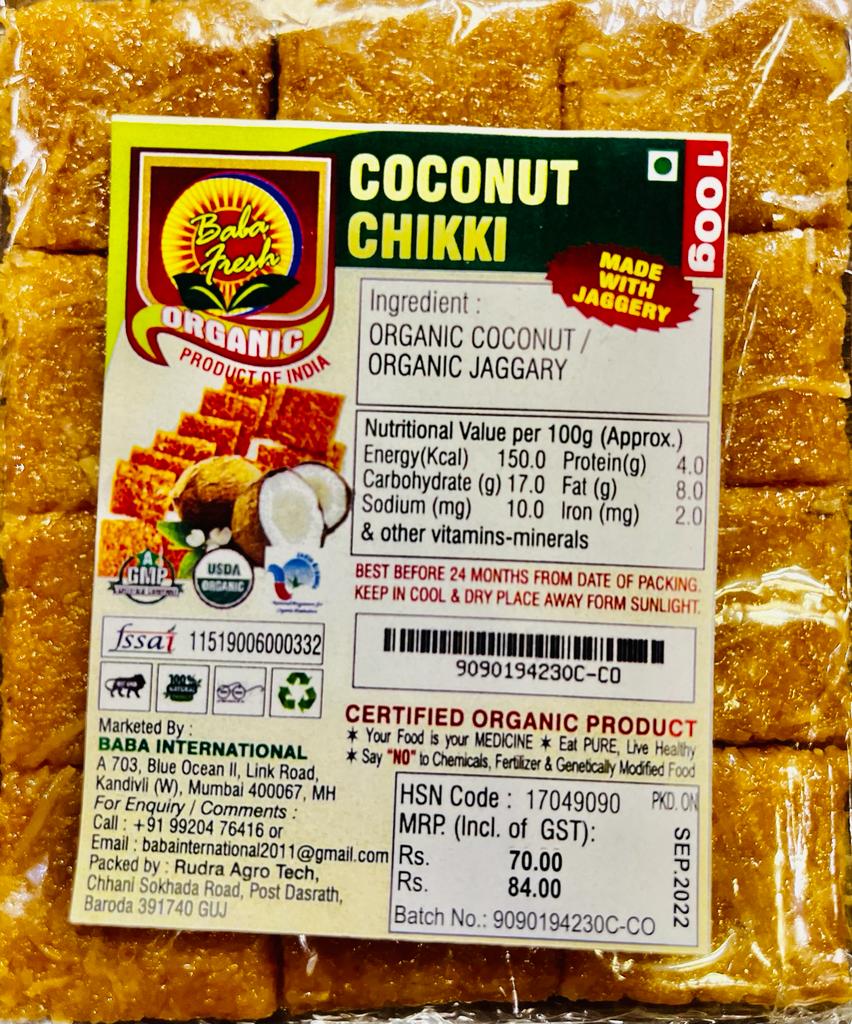 Baba
Fresh
ORGANIC
PRODUCT OF INDIA
COCONUT
CHIKKI
100g
MADE
WITH
JAGGERY
Ingredient :
ORGANIC COCONUT /
ORGANIC JAGGARY
Nutritional Value per 100g (Approx.)
Energy(Kcal) 150.0 Protein(g) 4.0
Carbohydrate (g) 17.0 Fat (g) 8.0
Sodium (mg) 10.0 Iron (mg) 2.0
& other vitamins-minerals
BEST BEFORE 24 MONTHS FROM DATE OF PACKING.
KEEP IN COOL & DRY PLACE AWAY FORM SUNLIGHT.
A
GMP
USDA
ORGANIC
fssai 11519006000332
100%
NATURAL
9090194230C-CO
CERTIFIED ORGANIC PRODUCT
* Your Food is your MEDICINE * Eat PURE, Live Healthy
* Say "NO" to Chemicals, Fertilizer & Genetically Modified Food
Marketed By :
BABA INTERNATIONAL
A 703, Blue Ocean II, Link Road,
Kandivli (W), Mumbai 400067, MH
For Enquiry / Comments :
Call : +91 99204 76416 or
Email : babainternational2011@gmail.com
Packed by : Rudra Agro Tech,
Chhani Sokhada Road, Post Dasrath,
Baroda 391740 GUJ
HSN Code : 17049090 PKD. ON
MRP. (Incl. of GST):
Rs. 70.00
Rs. 84.00
Batch No.: 9090194230C-CO
SEP.2022